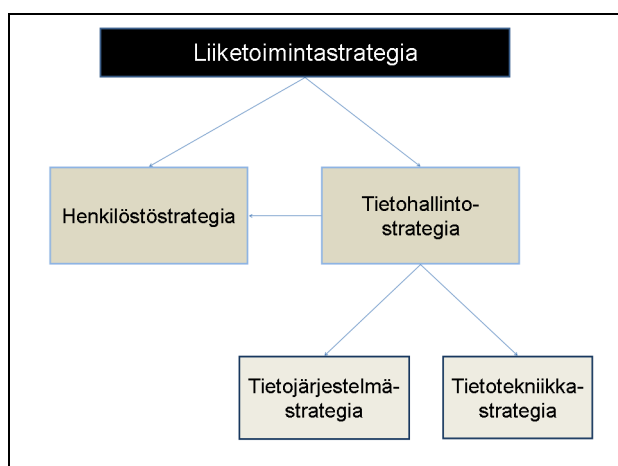 Liiketoimintastrategia
Henkilöstöstrategia
Tietohallinto-
strategia
Tietojärjestelmä-
strategia
Tietotekniikka-
strategia